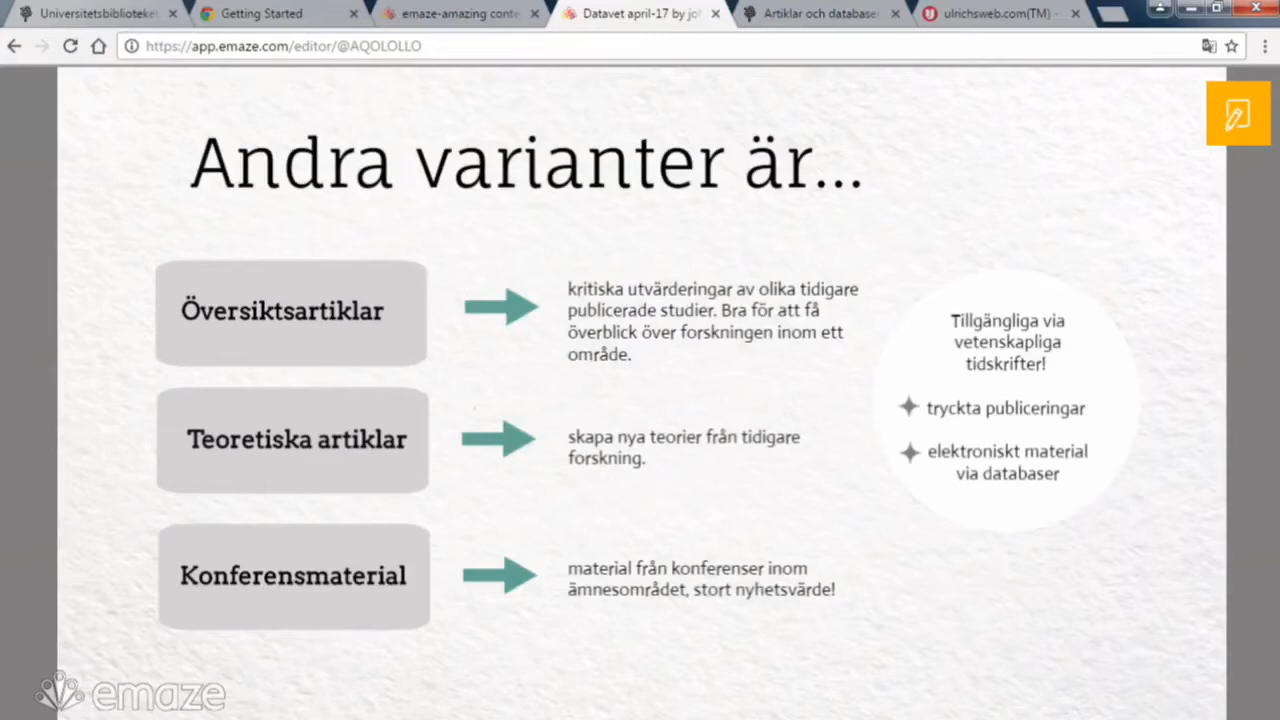 Universitetsbiblioteket
Getting Started
emaze-amazing conte
Datavet april-17 by jo
Artiklar och databaser
ulrichsweb.com(TM) -
https://app.emaze.com/editor/@AQOLOLLO
Andra varianter är...
Översiktsartiklar
kritiska utvärderingar av olika tidigare
publicerade studier. Bra för att få
överblick över forskningen inom ett
område.
Teoretiska artiklar
skapa nya teorier från tidigare
forskning.
Konferensmaterial
material från konferenser inom
ämnesområdet, stort nyhetsvärde!
Tillgängliga via
vetenskapliga
tidskrifter!
tryckta publiceringar
elektroniskt material
via databaser
emaze